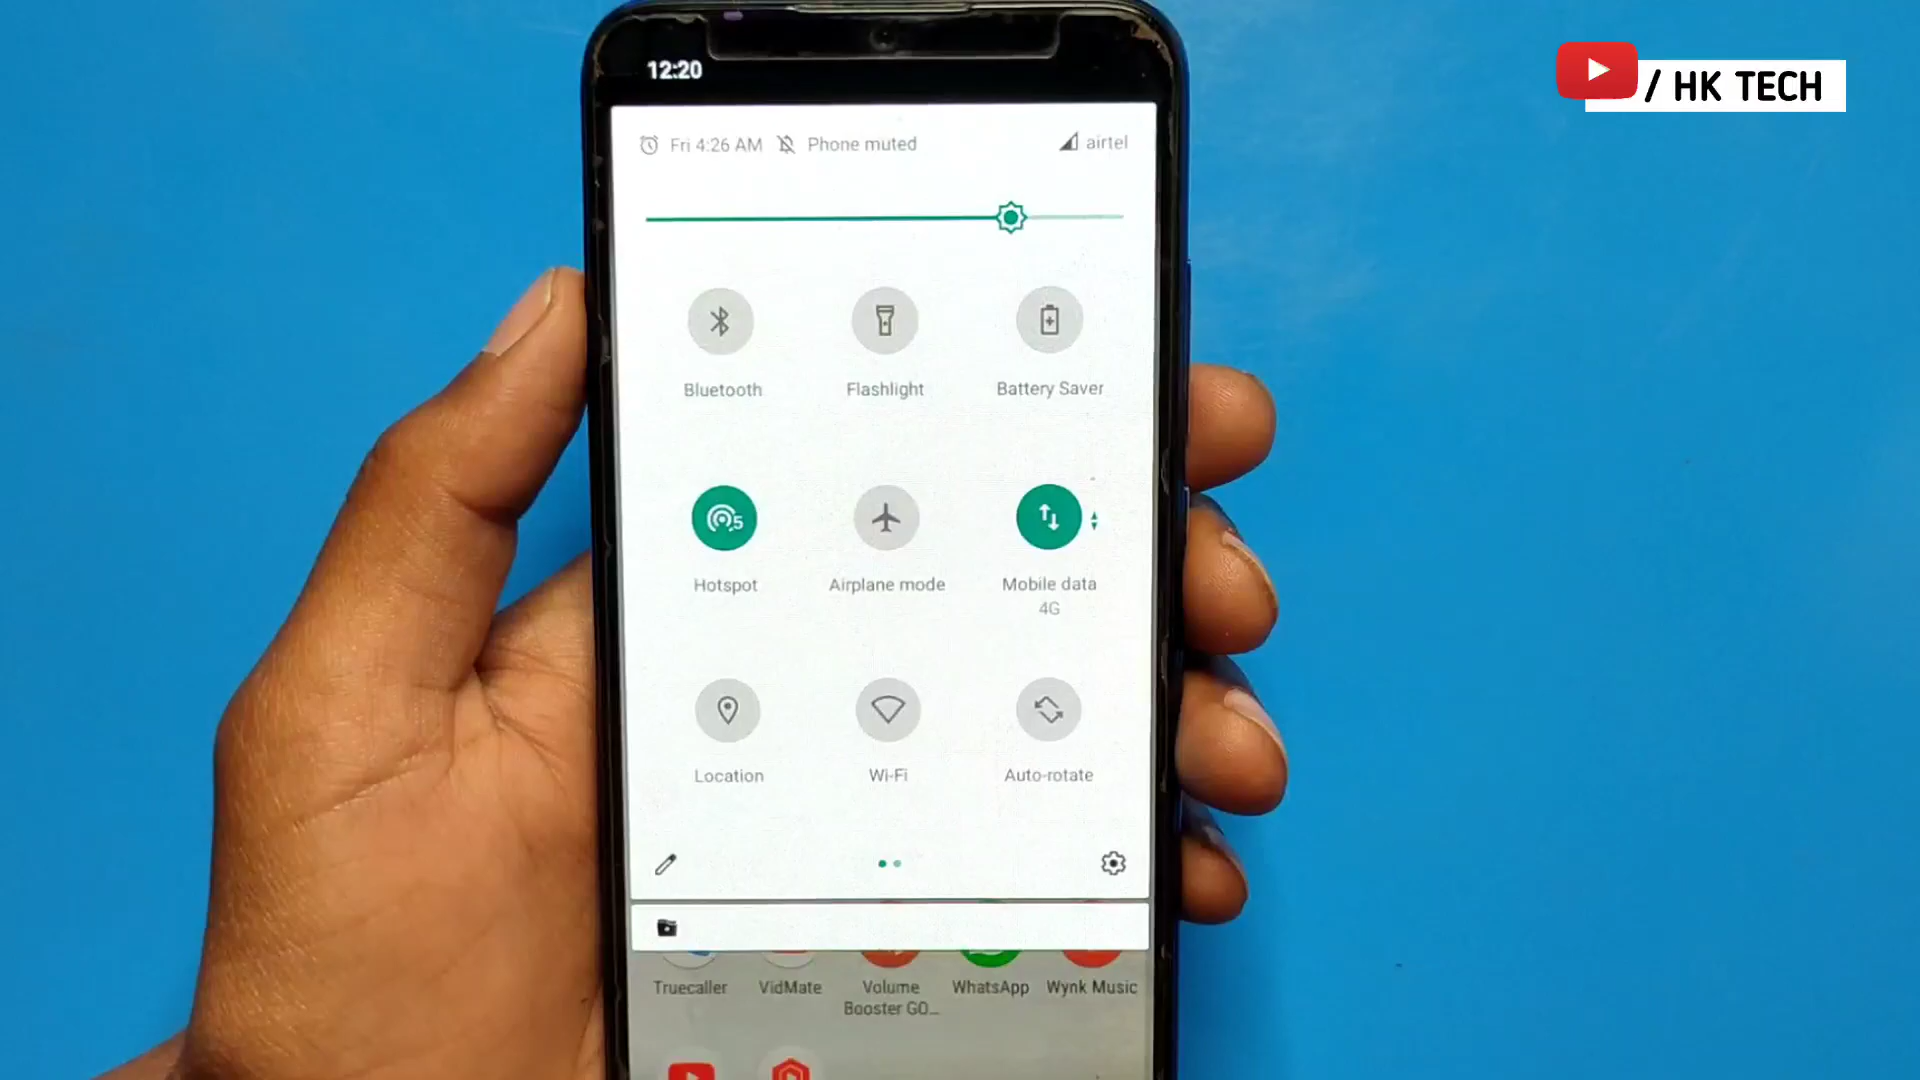 / HK TECH
12:20
Fri 4:26 AM Phone muted airtel
Bluetooth Flashlight Battery Saver
5
Hotspot Airplane mode Mobile data
4G
Location Wi-Fi Auto-rotate
Truecaller VidMate Volume WhatsApp Wynk Music
Booster GO...